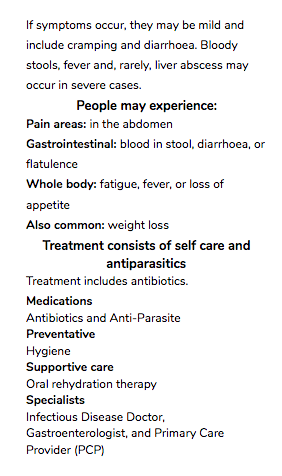 If symptoms occur, they may be mild and
include cramping and diarrhoea. Bloody
stools, fever and, rarely, liver abscess may
occur in severe cases.
People may experience:
Pain areas: in the abdomen
Gastrointestinal: blood in stool, diarrhoea, or
flatulence
Whole body: fatigue, fever, or loss of
appetite
Also common: weight loss
Treatment consists of self care and
antiparasitics
Treatment includes antibiotics.
Medications
Antibiotics and Anti-Parasite
Preventative
Hygiene
Supportive care
Oral rehydration therapy
Specialists
Infectious Disease Doctor,
Gastroenterologist, and Primary Care
Provider (PCP)